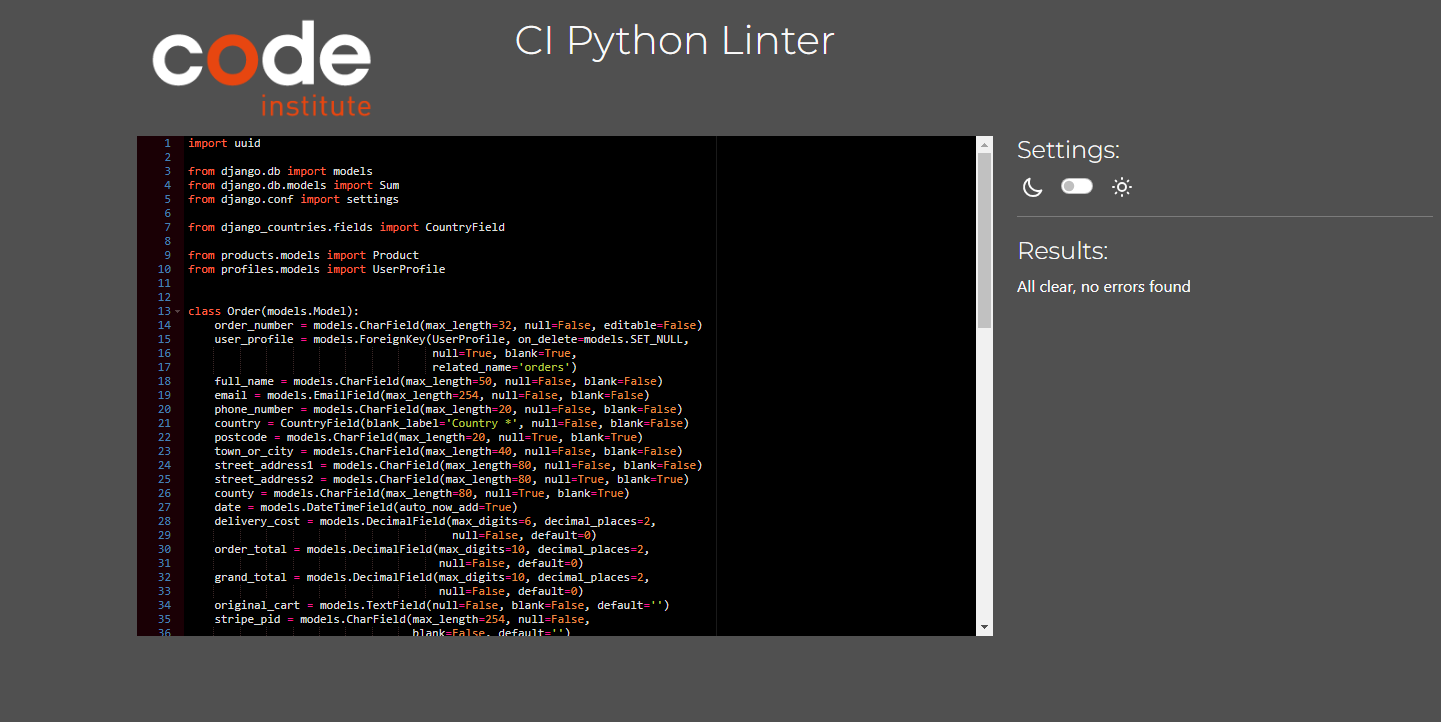 code
institute
CI Python Linter
1 import uuid
2
3 from django.db import models
4 from django.db.models import Sum
5 from django.conf import settings
6
7 from django_countries.fields import CountryField
8
9 from products.models import Product
10 from profiles.models import UserProfile
11
12
13 class Order(models.Model):
14     order_number = models.CharField(max_length=32, null=False, editable=False)
15     user_profile = models.ForeignKey(UserProfile, on_delete=models.SET_NULL,
16                                      null=True, blank=True,
17                                      related_name='orders')
18     full_name = models.CharField(max_length=50, null=False, blank=False)
19     email = models.EmailField(max_length=254, null=False, blank=False)
20     phone_number = models.CharField(max_length=20, null=False, blank=False)
21     country = CountryField(blank_label='Country *', null=False, blank=False)
22     postcode = models.CharField(max_length=20, null=True, blank=True)
23     town_or_city = models.CharField(max_length=40, null=False, blank=False)
24     street_address1 = models.CharField(max_length=80, null=False, blank=False)
25     street_address2 = models.CharField(max_length=80, null=True, blank=True)
26     county = models.CharField(max_length=80, null=True, blank=True)
27     date = models.DateTimeField(auto_now_add=True)
28     delivery_cost = models.DecimalField(max_digits=6, decimal_places=2,
29                                         null=False, default=0)
30     order_total = models.DecimalField(max_digits=10, decimal_places=2,
31                                       null=False, default=0)
32     grand_total = models.DecimalField(max_digits=10, decimal_places=2,
33                                       null=False, default=0)
34     original_cart = models.TextField(null=False, blank=False, default='')
35     stripe_pid = models.CharField(max_length=254, null=False,
36                                   blank=False, default='')
Settings:
Results:
All clear, no errors found